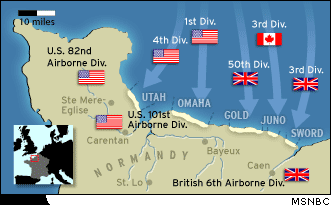 10 miles
1st Div.
3rd Div.
4th Div.
U.S. 82nd
Airborne Div.
50th Div.
3rd Div.
UTAH
OMAHA
GOLD
JUNO
SWORD
Ste Mere-
Eglise
U.S. 101st
Airborne Div.
Carentan
NORMANDY
Bayeux
Caen
St. Lo
British 6th Airborne Div.
MSNBC